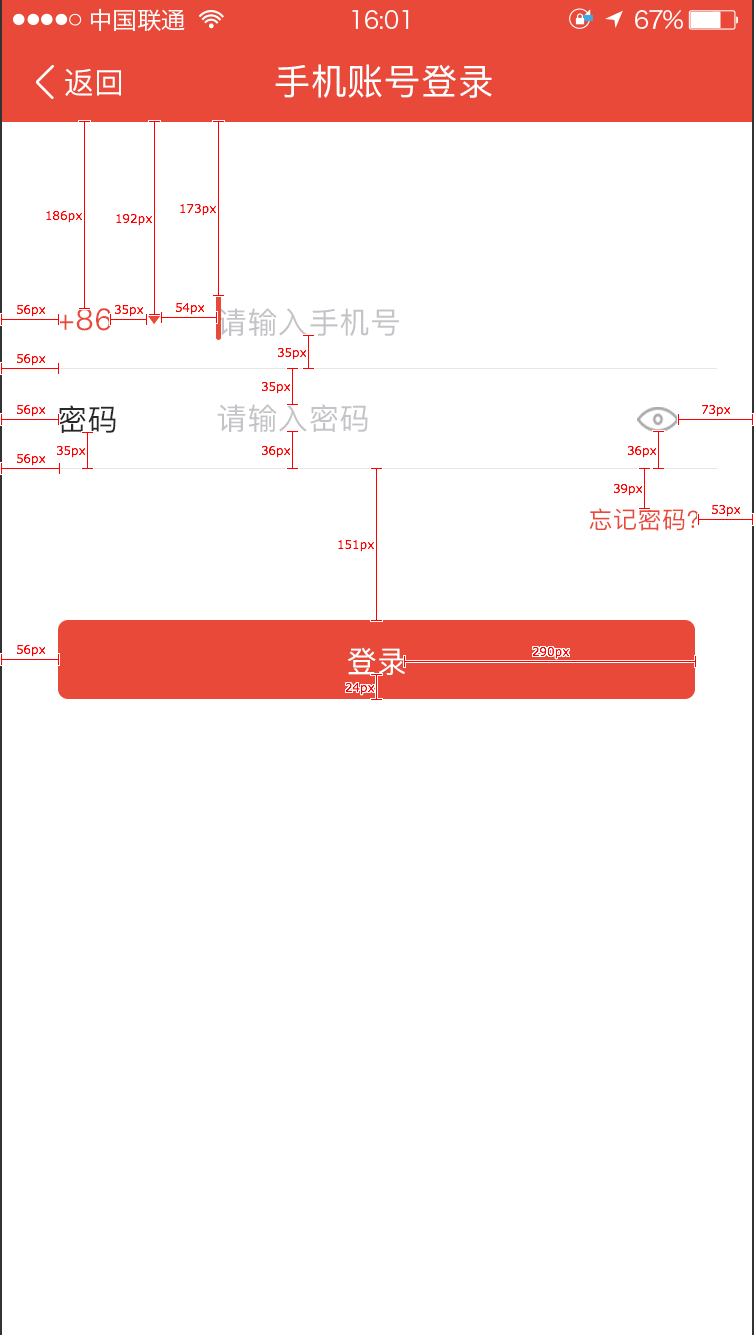 中国联通 16:01 67%
返回 手机账号登录
186px 192px 173px
56px +86 35px 54px 请输入手机号
35px
56px
35px
56px 密码 请输入密码 73px
35px 36px 36px
56px
39px
忘记密码? 53px
151px
56px 登录 290px
24px